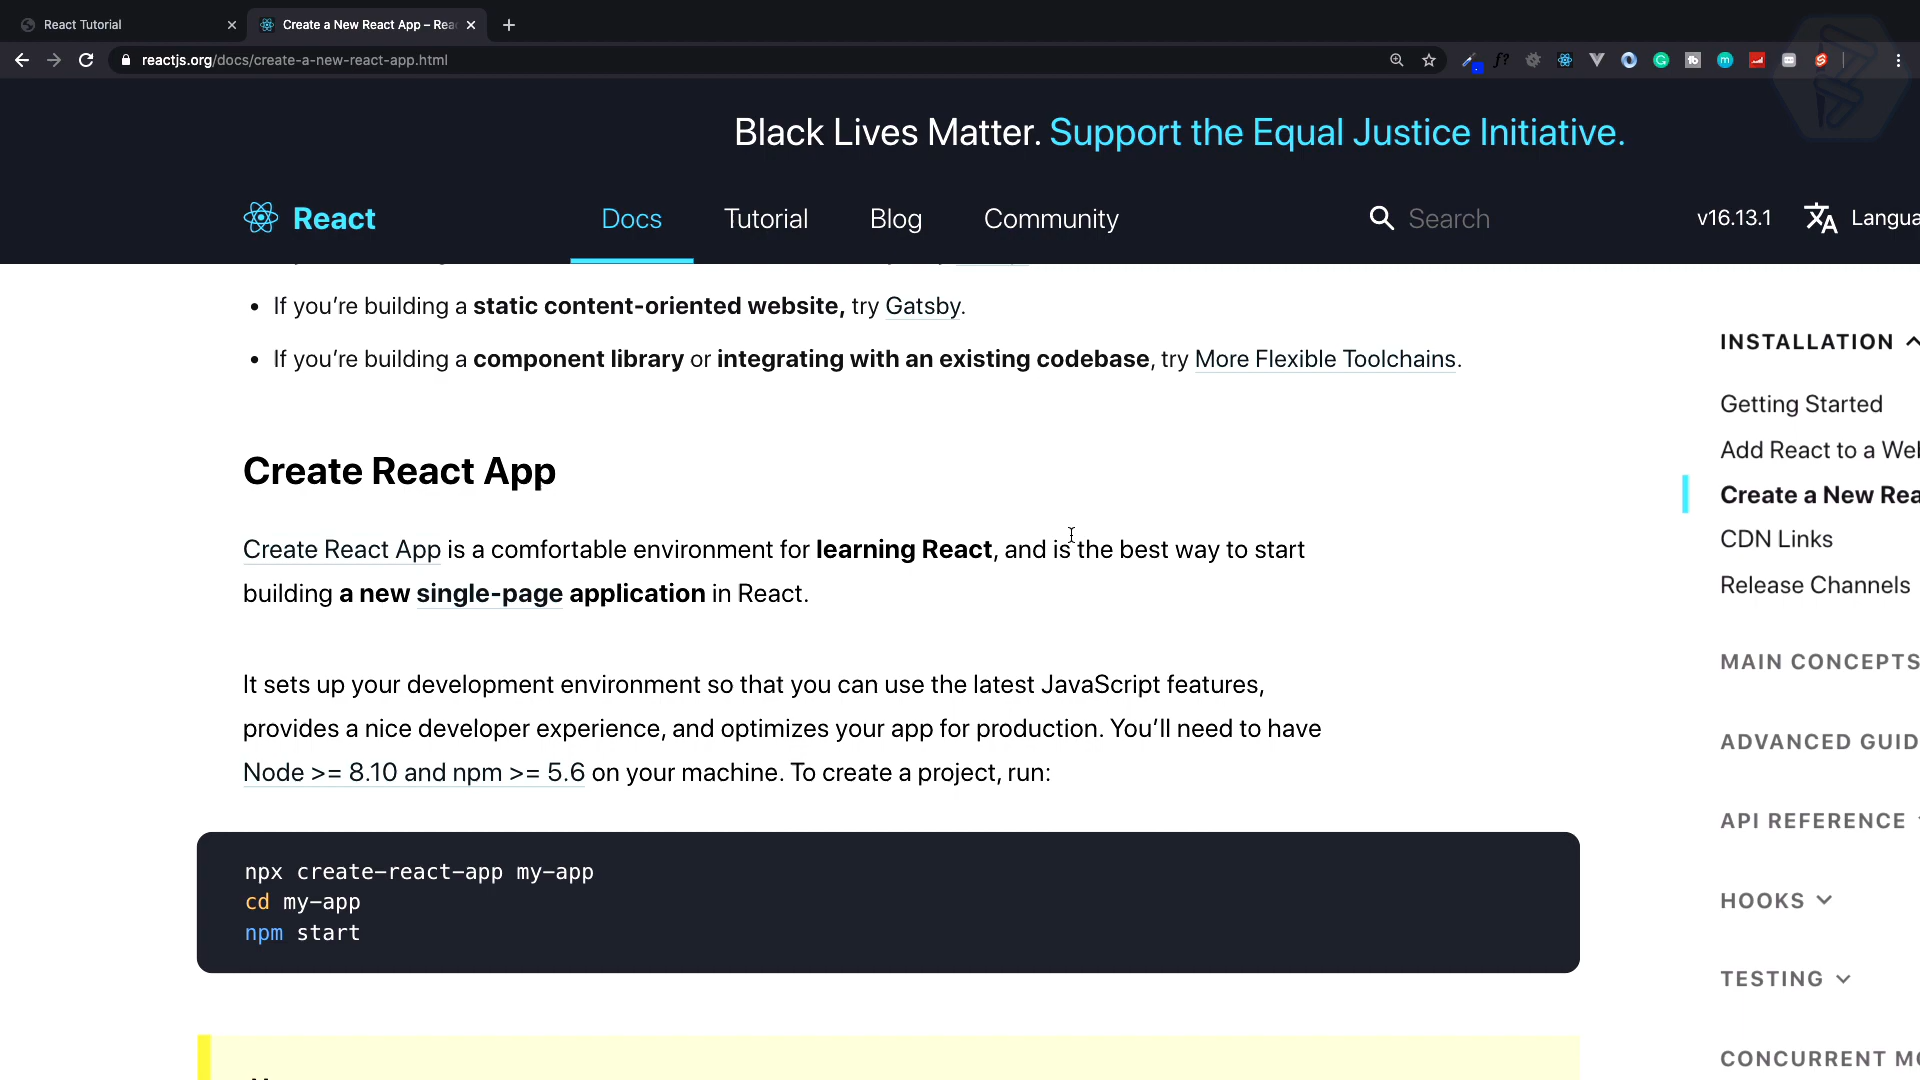 React Tutorial
Create a New React App – Rea
reactjs.org/docs/create-a-new-react-app.html
Black Lives Matter. Support the Equal Justice Initiative.
React
Docs
Tutorial
Blog
Community
Search
v16.13.1
Langua
• If you're building a static content-oriented website, try Gatsby.
• If you're building a component library or integrating with an existing codebase, try More Flexible Toolchains.
Create React App
Create React App is a comfortable environment for learning React, and is the best way to start
building a new single-page application in React.
It sets up your development environment so that you can use the latest JavaScript features,
provides a nice developer experience, and optimizes your app for production. You'll need to have
Node >= 8.10 and npm >= 5.6 on your machine. To create a project, run:
npx create-react-app my-app
cd my-app
npm start
INSTALLATION
Getting Started
Add React to a Web
Create a New Rea
CDN Links
Release Channels
MAIN CONCEPTS
ADVANCED GUID
API REFERENCE
HOOKS
TESTING
CONCURRENT MO